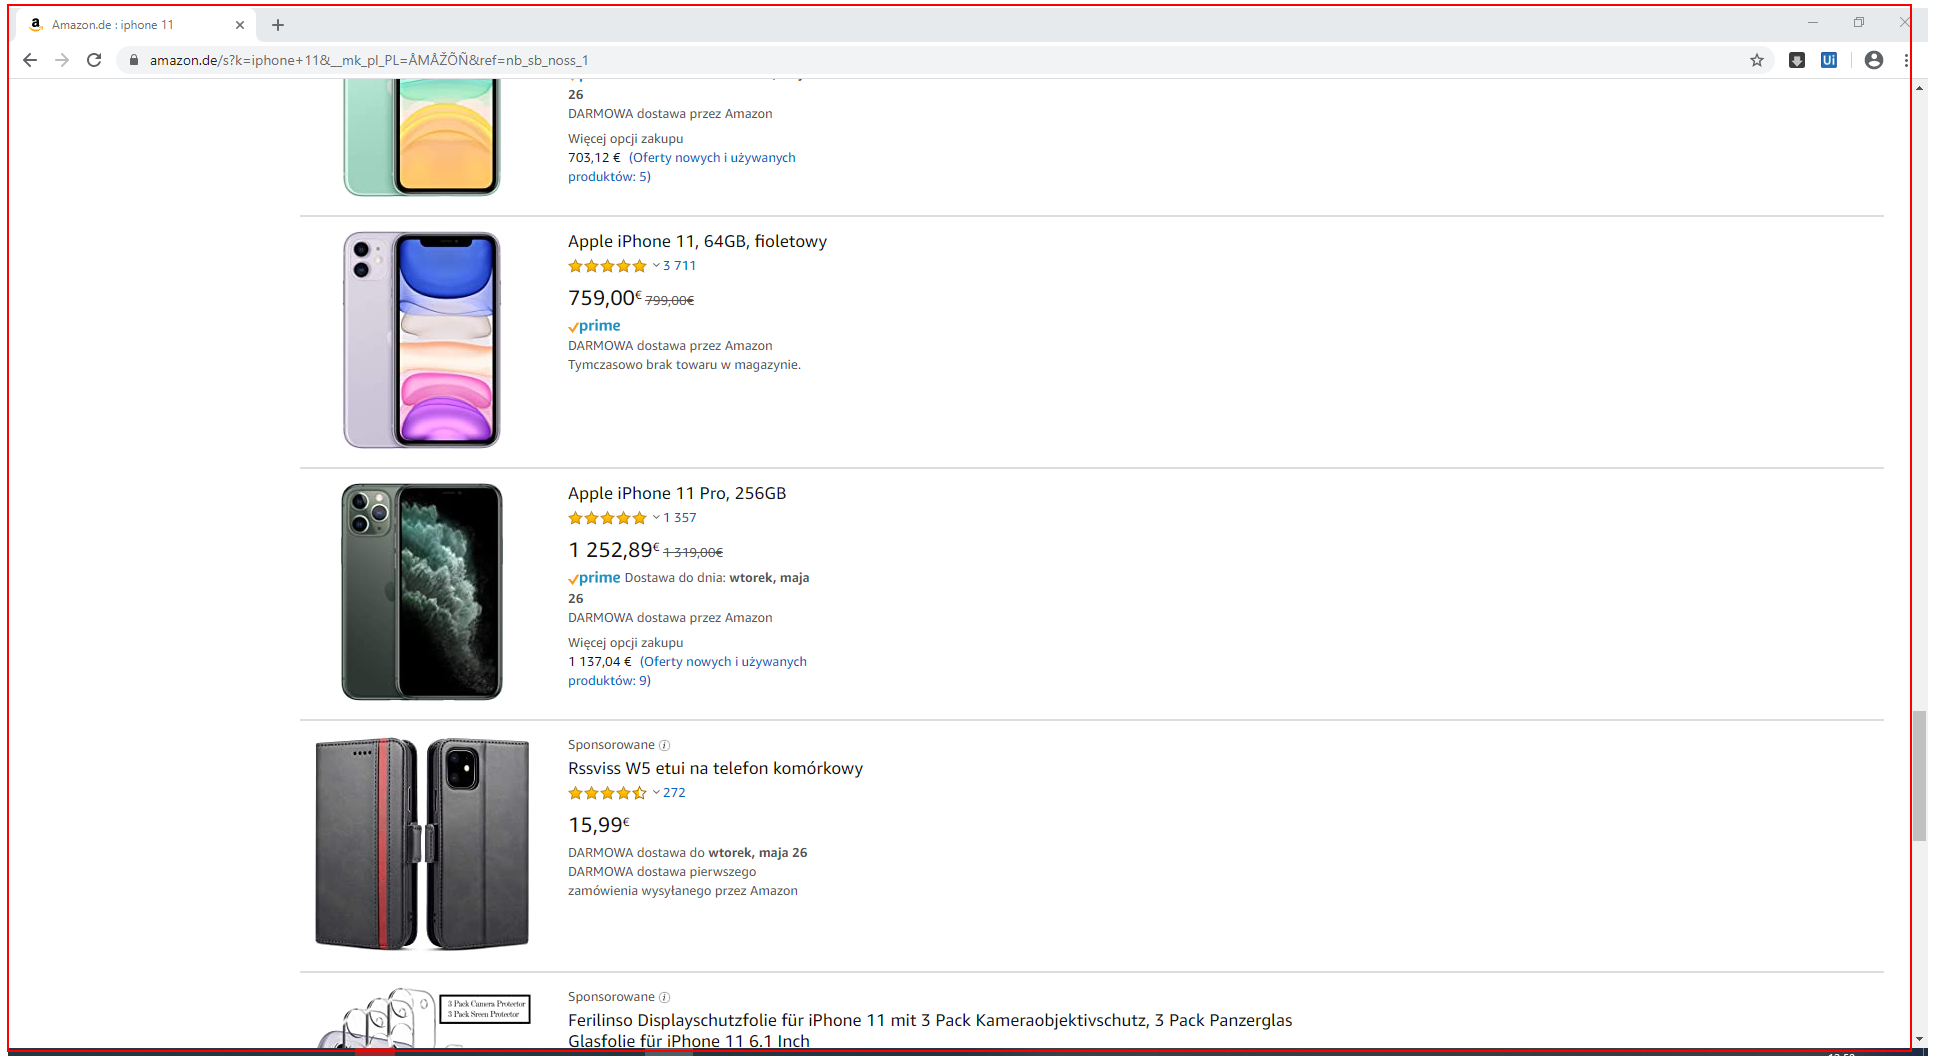 Amazon.de : iphone 11
amazon.de/s?k=iphone+11&__mk_pl_PL=ÅMÅŽÕÑ&ref=nb_sb_noss_1
Ui
26
DARMOWA dostawa przez Amazon
Więcej opcji zakupu
703,12 € (Oferty nowych i używanych
produktów: 5)
Apple iPhone 11, 64GB, fioletowy
3 711
759,00€ 799,00€
prime
DARMOWA dostawa przez Amazon
Tymczasowo brak towaru w magazynie.
Apple iPhone 11 Pro, 256GB
1 357
1 252,89€ 1 319,00€
prime Dostawa do dnia: wtorek, maja
26
DARMOWA dostawa przez Amazon
Więcej opcji zakupu
1 137,04 € (Oferty nowych i używanych
produktów: 9)
Sponsorowane
Rssviss W5 etui na telefon komórkowy
272
15,99€
DARMOWA dostawa do wtorek, maja 26
DARMOWA dostawa pierwszego
zamówienia wysyłanego przez Amazon
3 Pack Camera Protector
3 Pack Sreen Protector
Sponsorowane
Ferilinso Displayschutzfolie für iPhone 11 mit 3 Pack Kameraobjektivschutz, 3 Pack Panzerglas
Glasfolie für iPhone 11 6.1 Inch